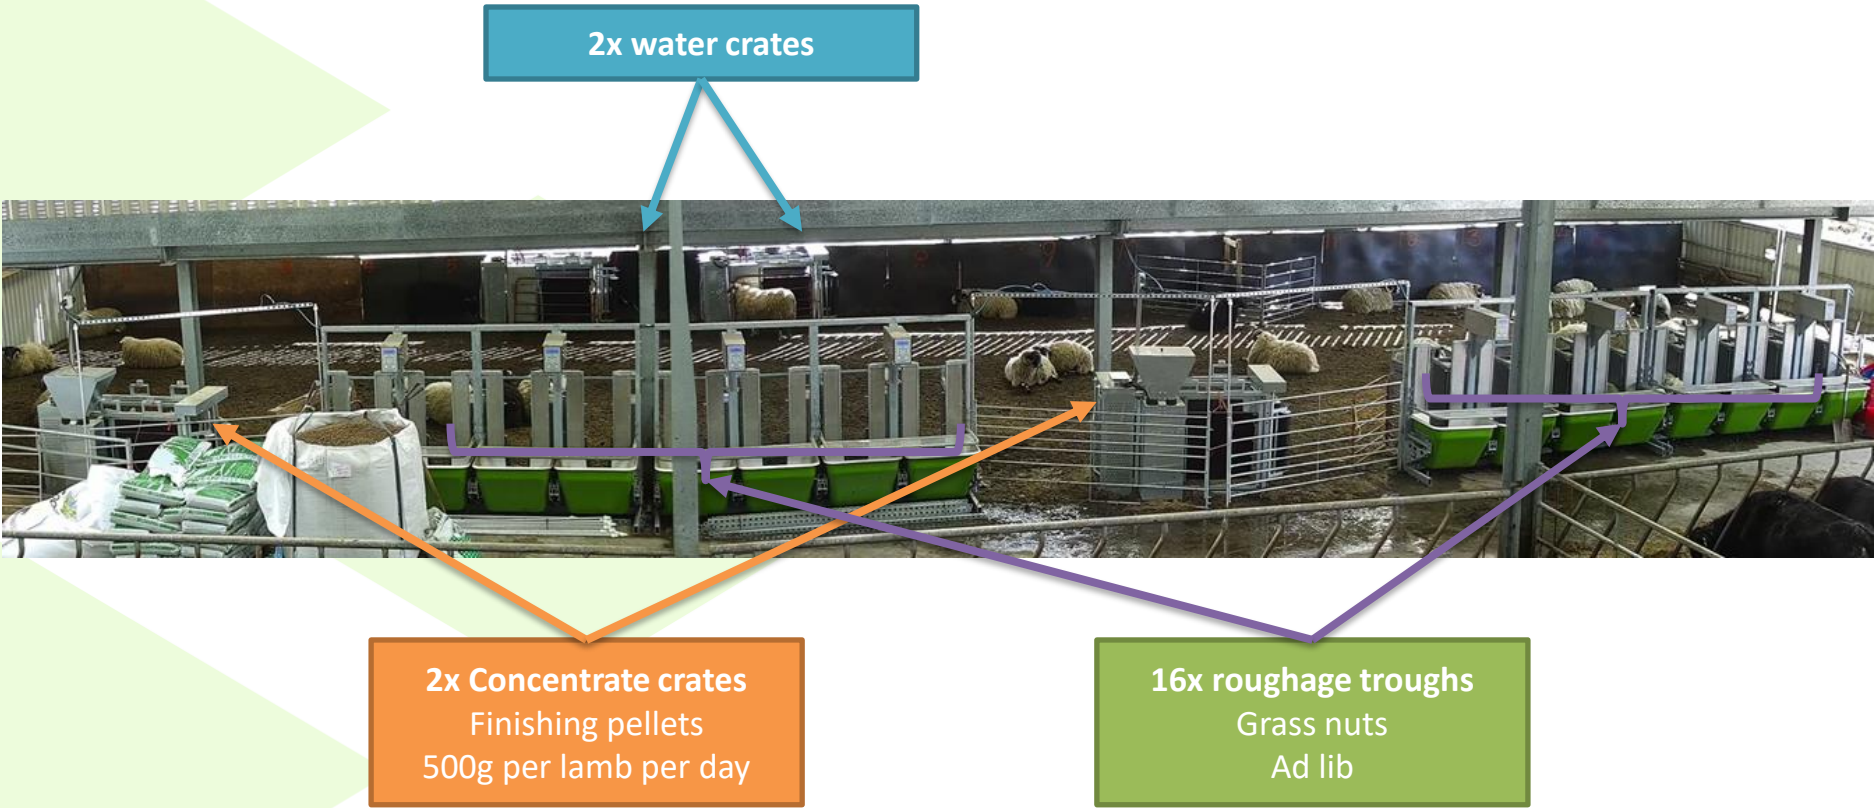 2x water crates
2x Concentrate crates
Finishing pellets
500g per lamb per day
16x roughage troughs
Grass nuts
Ad lib